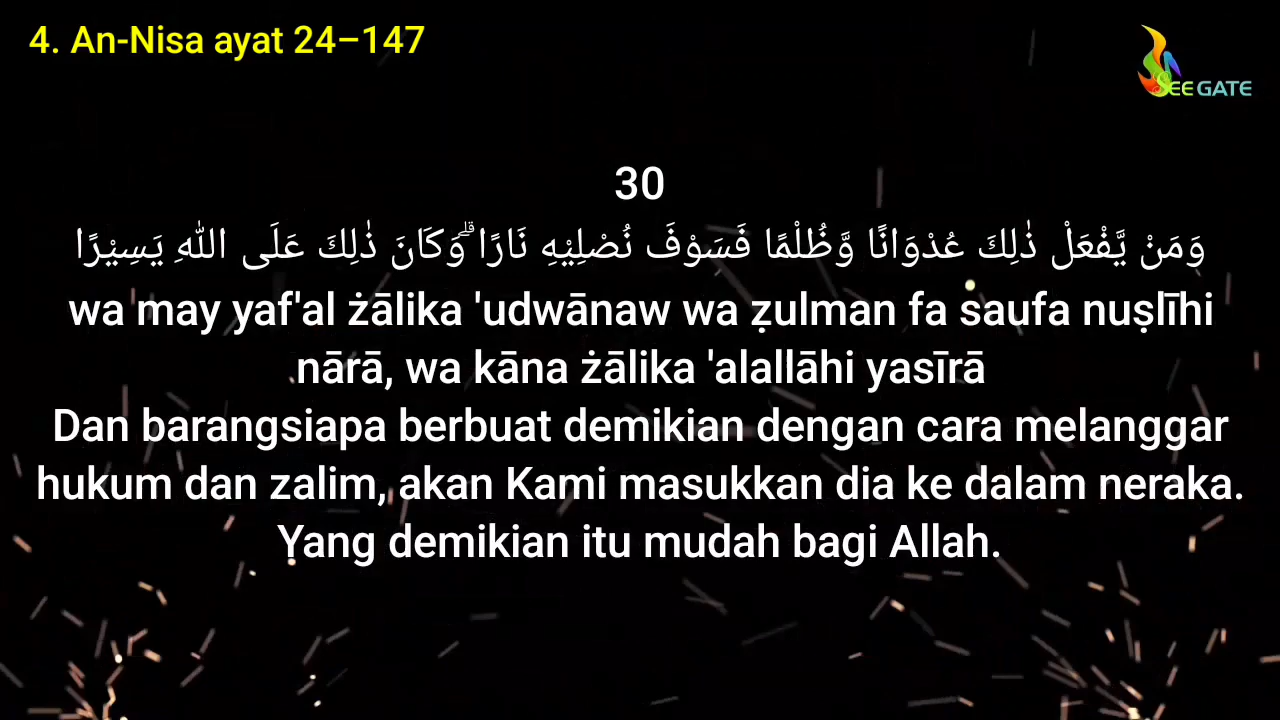 4. An-Nisa ayat 24–147
SEE GATE
30
وَمَنْ يَّفْعَلْ ذٰلِكَ عُدْوَانًا وَّظُلْمًا فَسَوْفَ نُصْلِيْهِ نَارًا ۗوَكَانَ ذٰلِكَ عَلَى اللّٰهِ يَسِيْرًا
wa may yaf'al żālika 'udwānaw wa ẓulman fa saufa nuṣlīhi
nārā, wa kāna żālika 'alallāhi yasīrā
Dan barangsiapa berbuat demikian dengan cara melanggar
hukum dan zalim, akan Kami masukkan dia ke dalam neraka.
Yang demikian itu mudah bagi Allah.